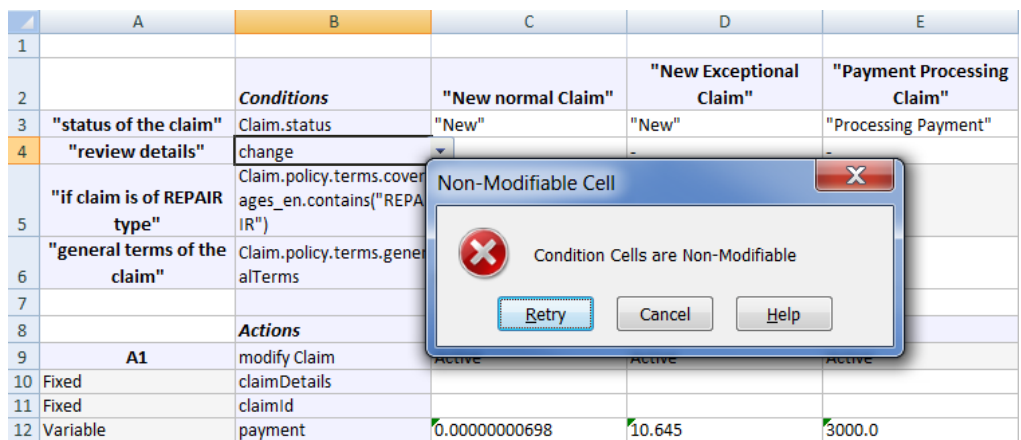 A B C D E
1
2 Conditions "New normal Claim" "New Exceptional Claim" "Payment Processing Claim"
3 "status of the claim" Claim.status "New" "New" "Processing Payment"
4 "review details" change - -
5 "if claim is of REPAIR type" Claim.policy.terms.cover
ages_en.contains("REPA
IR")
6 "general terms of the claim" Claim.policy.terms.gener
alTerms
7
8 Actions
9 A1 modify Claim Active Active Active
10 Fixed claimDetails
11 Fixed claimId
12 Variable payment 0.00000000698 10.645 3000.0
Non-Modifiable Cell
X
Condition Cells are Non-Modifiable
Retry Cancel Help